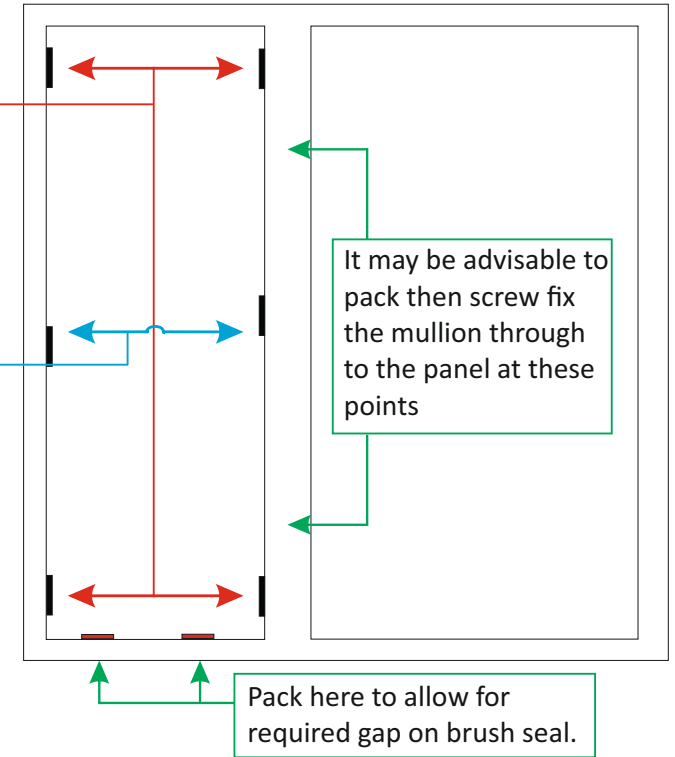 It may be advisable to
pack then screw fix
the mullion through
to the panel at these
points
Pack here to allow for
required gap on brush seal.